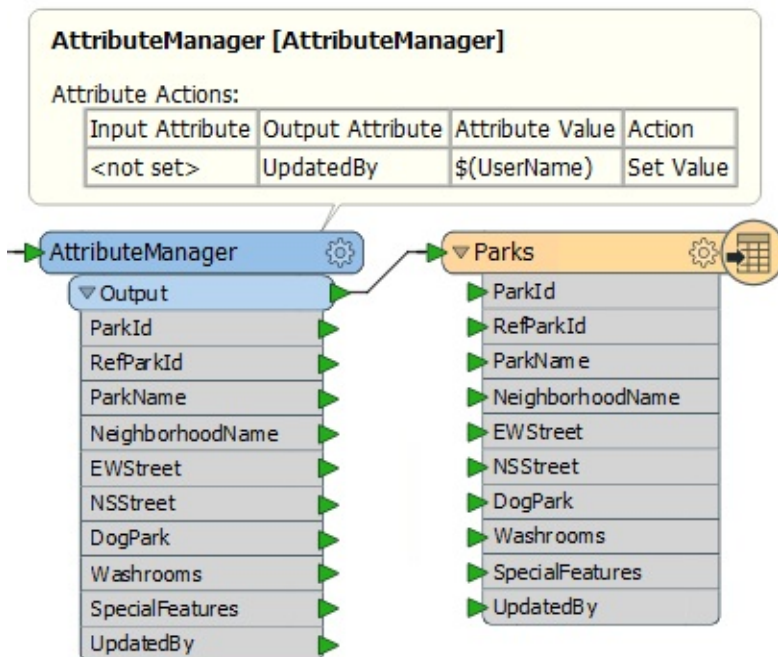 AttributeManager [AttributeManager]
Attribute Actions:
Input Attribute Output Attribute Attribute Value Action
<not set> UpdatedBy $(UserName) Set Value
AttributeManager
Output
ParkId
RefParkId
ParkName
NeighborhoodName
EWStreet
NSStreet
DogPark
Washrooms
SpecialFeatures
UpdatedBy
Parks
ParkId
RefParkId
ParkName
NeighborhoodName
EWStreet
NSStreet
DogPark
Washrooms
SpecialFeatures
UpdatedBy